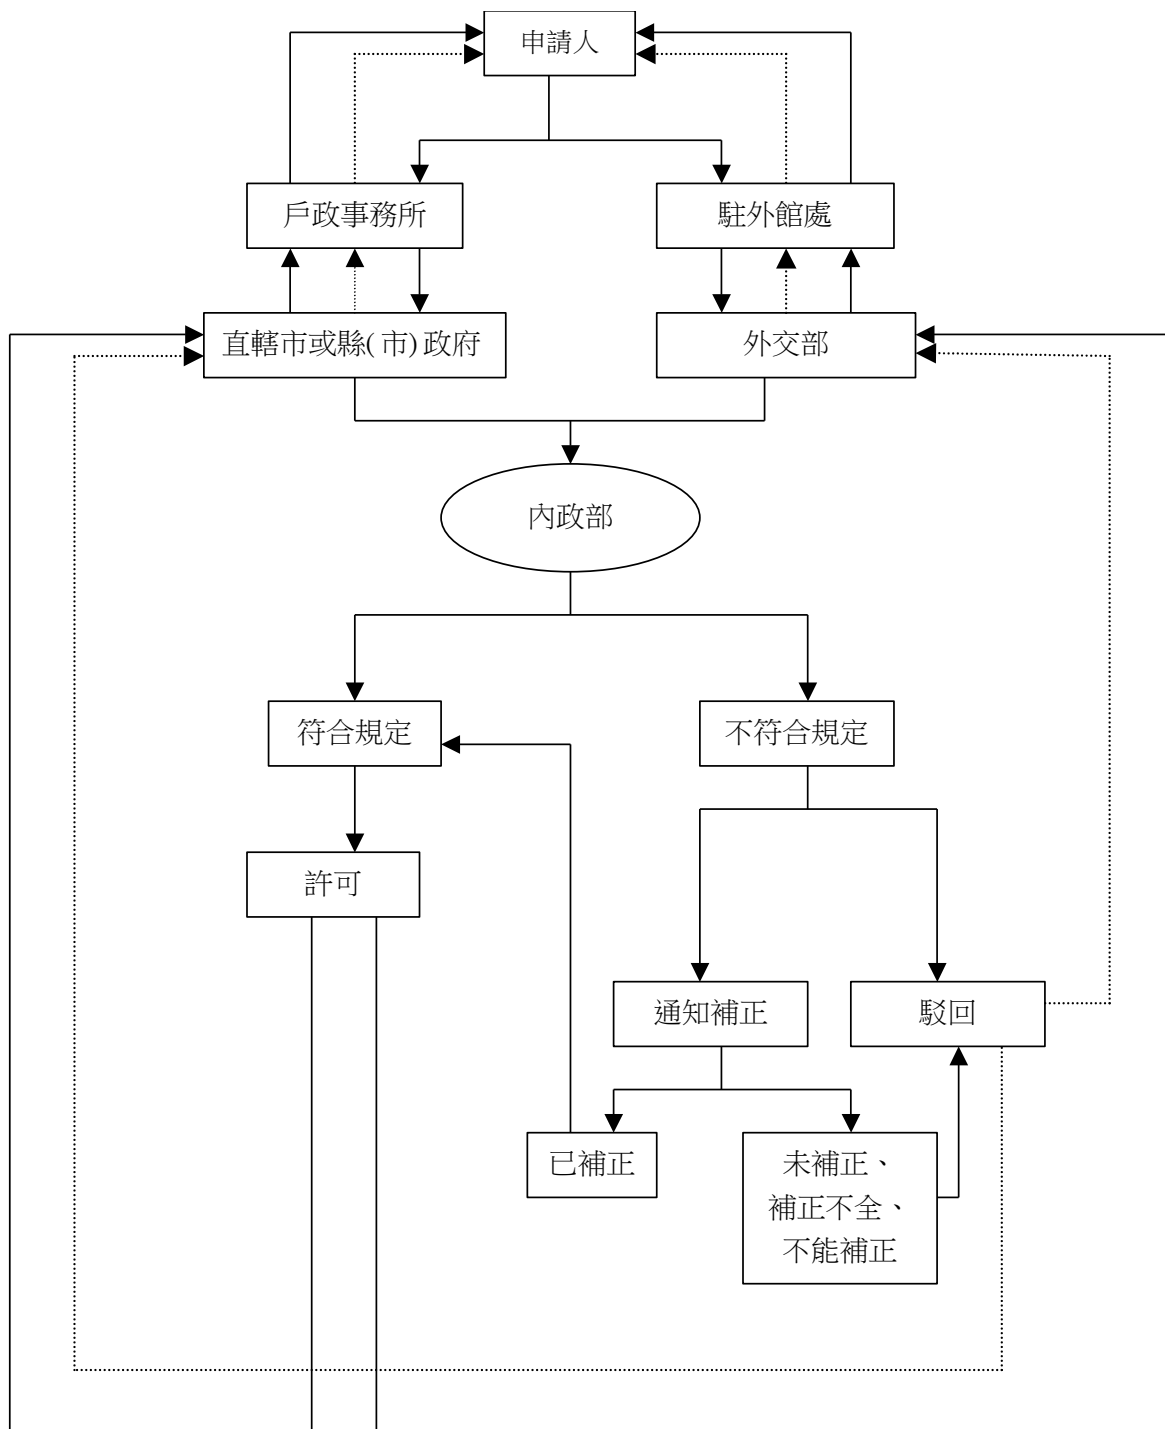 申請人
戶政事務所
駐外館處
直轄市或縣(市)政府
外交部
內政部
符合規定
不符合規定
許可
通知補正
駁回
已補正
未補正、
補正不全、
不能補正